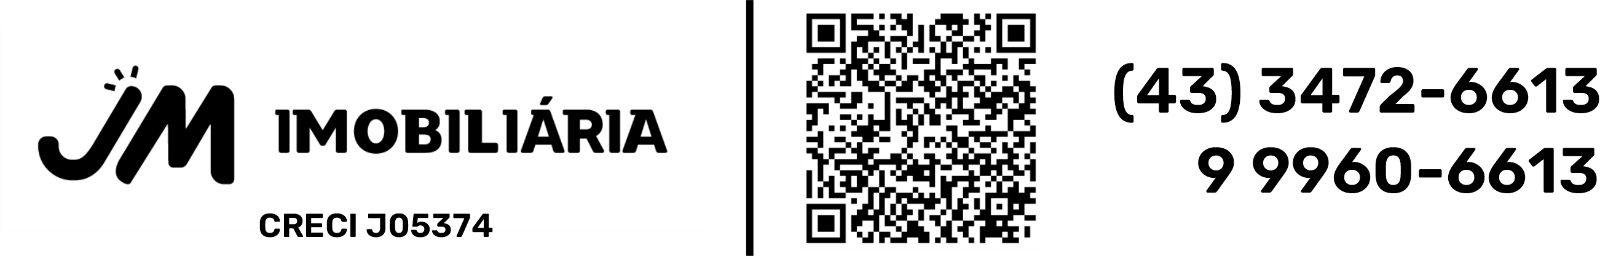 JM IMOBILIÁRIA
CRECI J05374
(43) 3472-6613
9 9960-6613